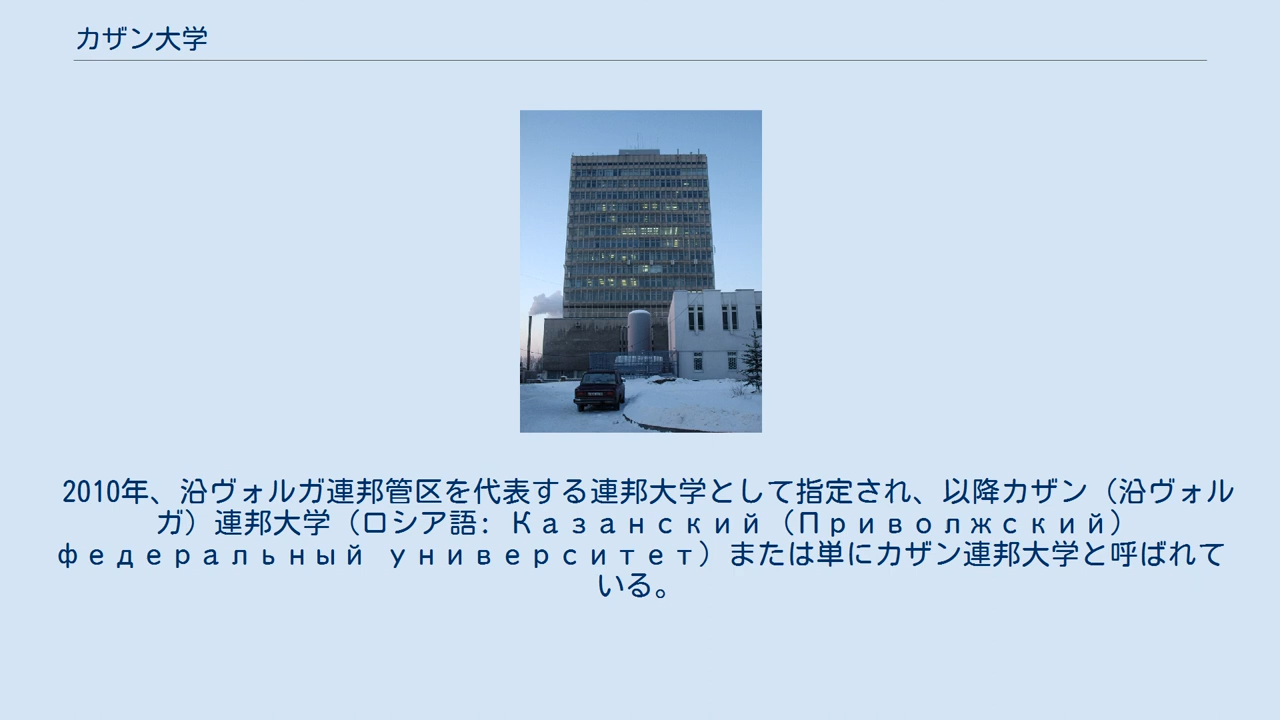 カザン大学
2010年、沿ヴォルガ連邦管区を代表する連邦大学として指定され、以降カザン（沿ヴォル
ガ）連邦大学（ロシア語: Казанский（Приволжский）
федеральный университет）または単にカザン連邦大学と呼ばれて
いる。